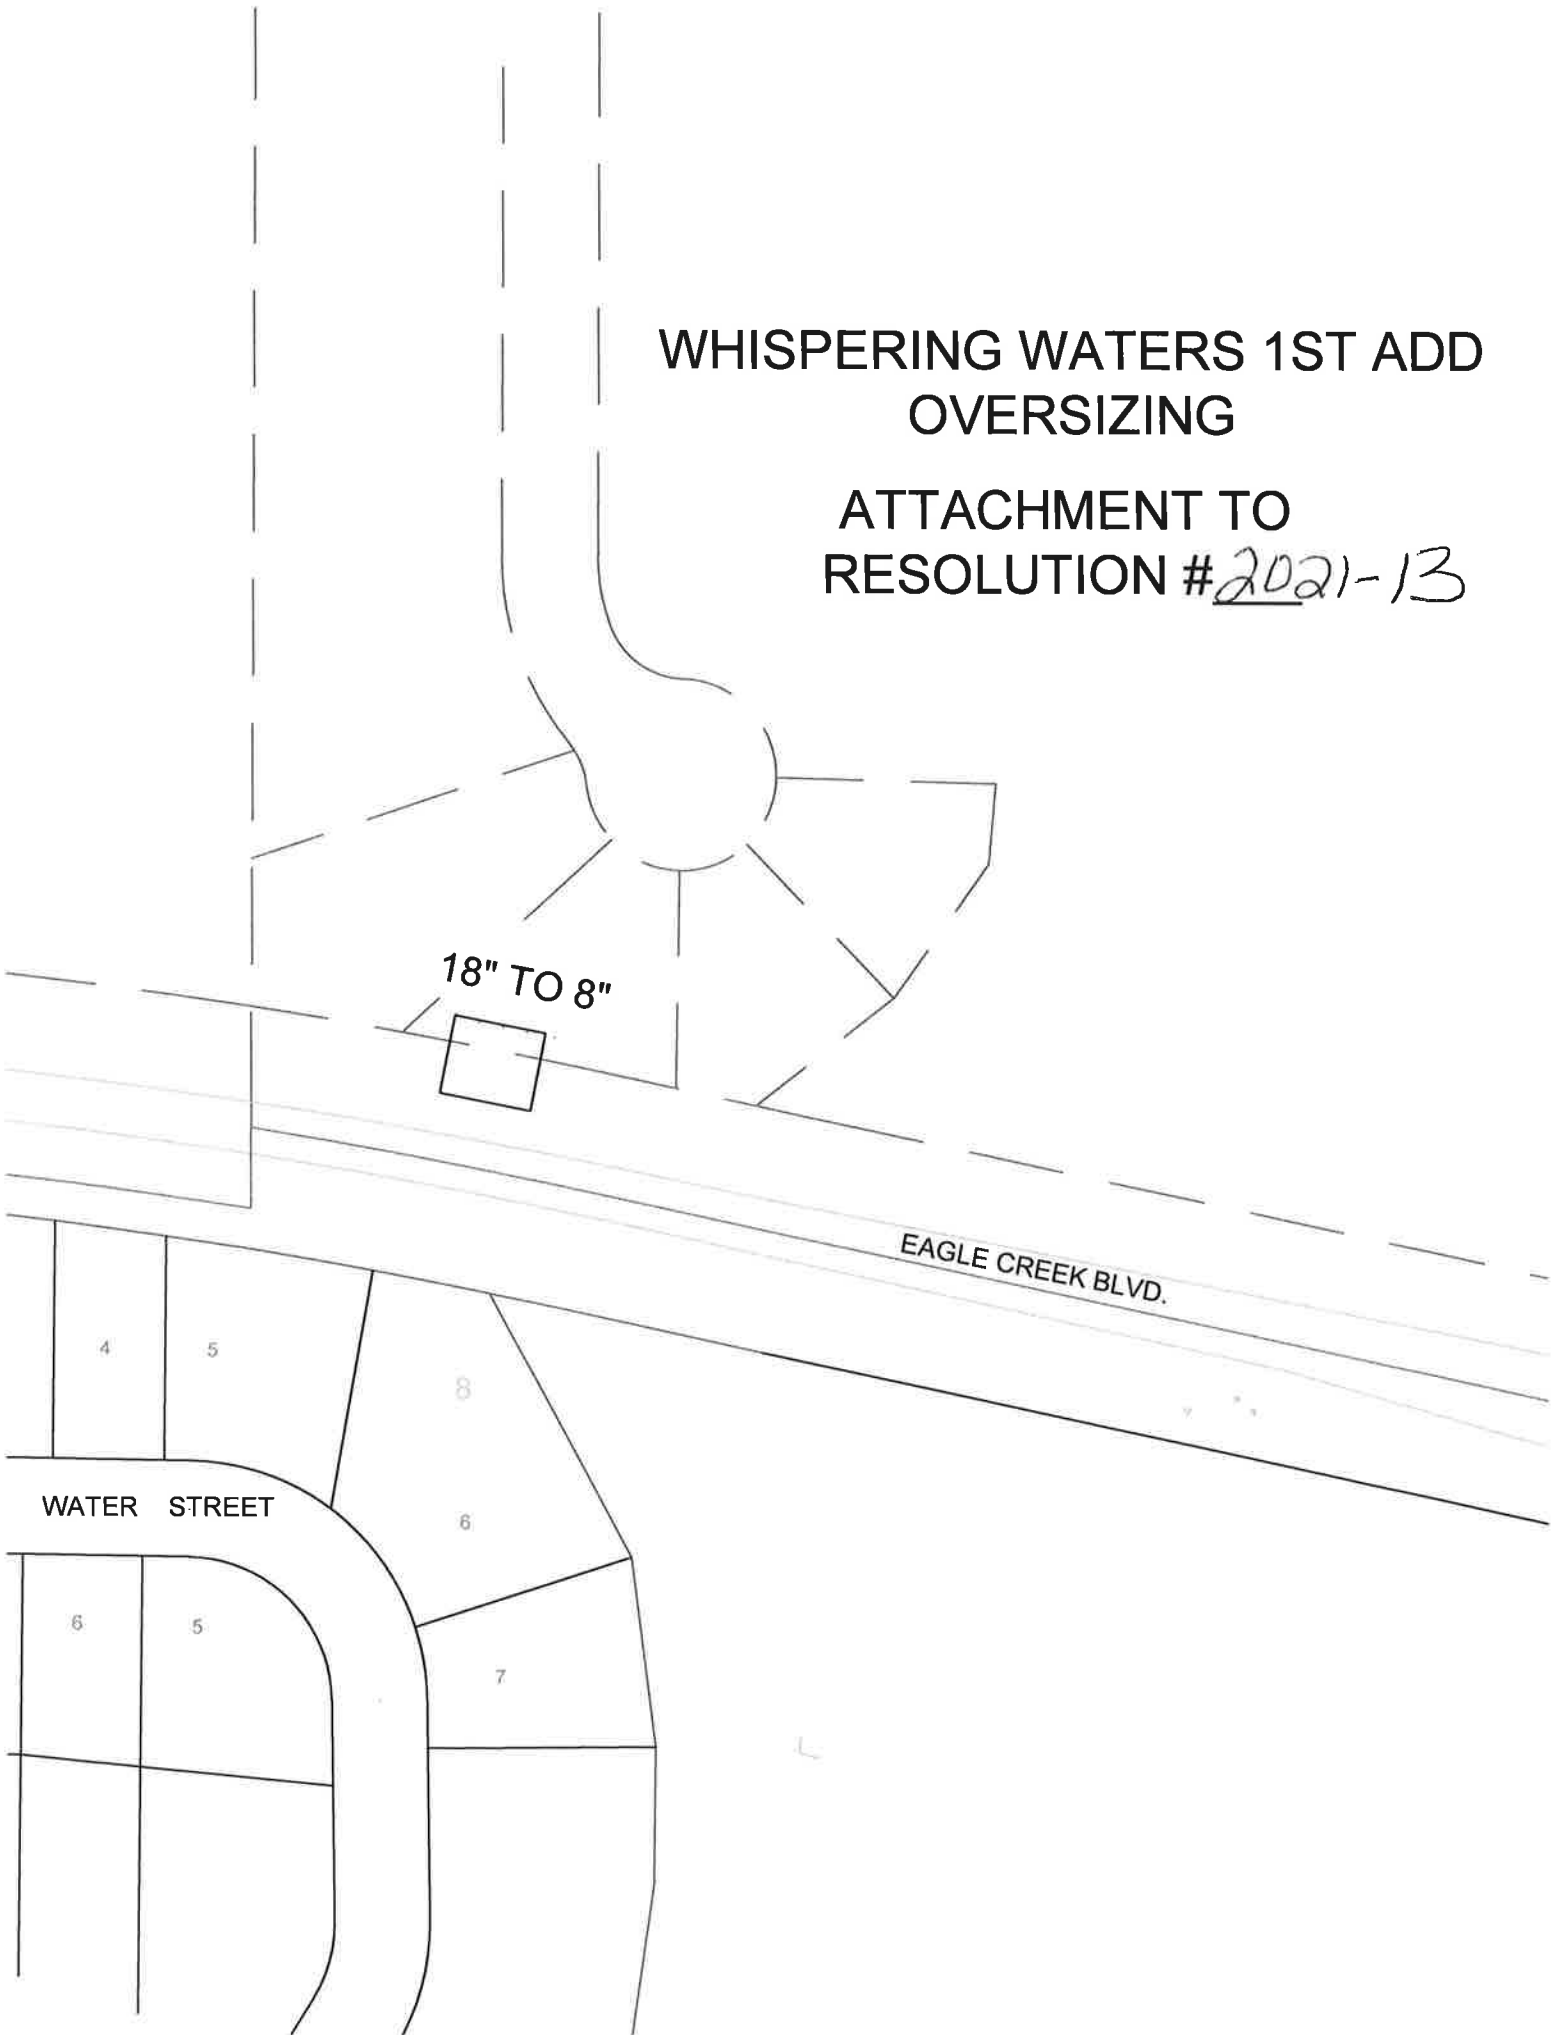 WHISPERING WATERS 1ST ADD
OVERSIZING
ATTACHMENT TO
RESOLUTION #2021-13
18" TO 8"
EAGLE CREEK BLVD.
4
5
8
WATER STREET
6
6
5
7